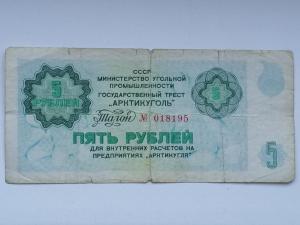 СССР
МИНИСТЕРСТВО УГОЛЬНОЙ
ПРОМЫШЛЕННОСТИ
ГОСУДАРСТВЕННЫЙ ТРЕСТ
"АРКТИКУГОЛЬ"
5
РУБЛЕЙ
5
Талон № 018195
ПЯТЬ РУБЛЕЙ
ДЛЯ ВНУТРЕННИХ РАСЧЕТОВ НА
ПРЕДПРИЯТИЯХ "АРКТИКУГЛЯ"
5